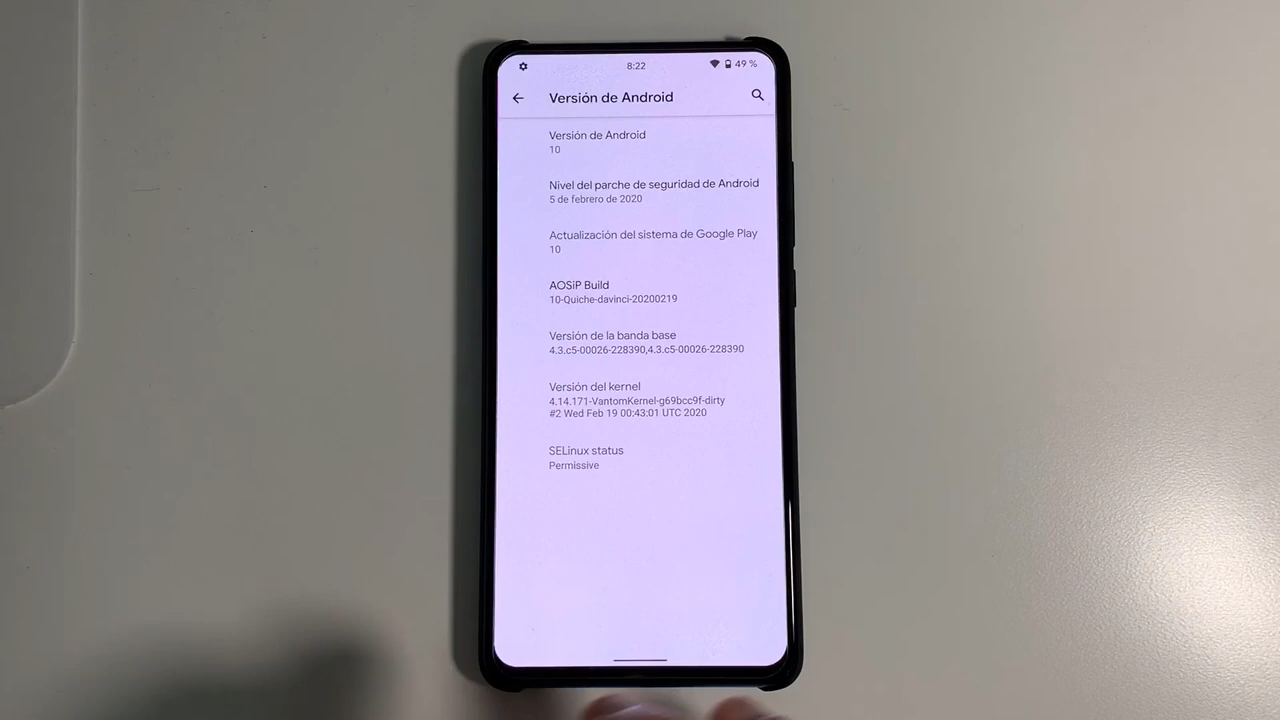 8:22
49 %
Versión de Android
Versión de Android
10
Nivel del parche de seguridad de Android
5 de febrero de 2020
Actualización del sistema de Google Play
10
AOSiP Build
10-Quiche-davinci-20200219
Versión de la banda base
4.3.c5-00026-228390,4.3.c5-00026-228390
Versión del kernel
4.14.171-VantomKernel-g69bcc9f-dirty
#2 Wed Feb 19 00:43:01 UTC 2020
SELinux status
Permissive